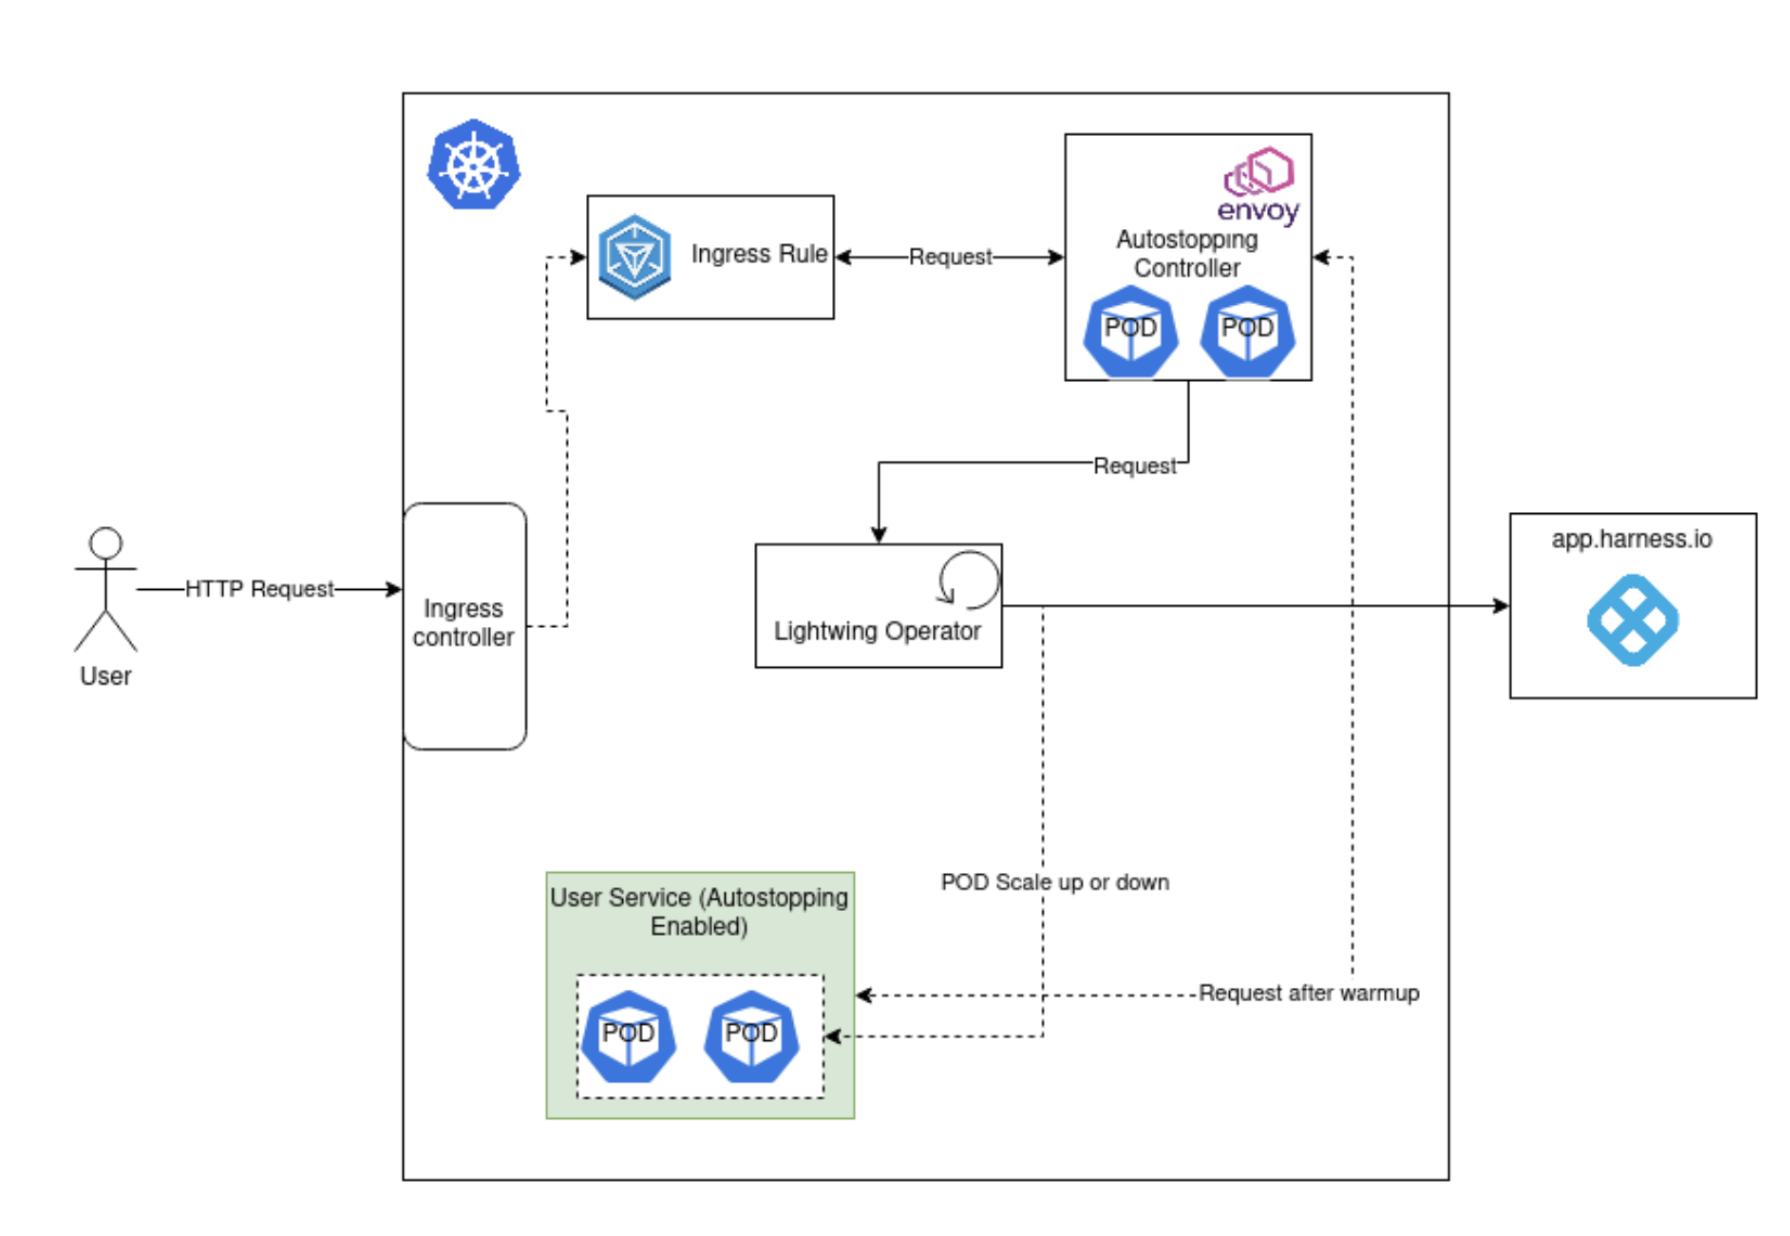 envoy
Autostopping
Controller
Ingress Rule
Request
POD
POD
Request
app.harness.io
HTTP Request
Ingress
controller
Lightwing Operator
User
POD Scale up or down
User Service (Autostopping
Enabled)
Request after warmup
POD
POD